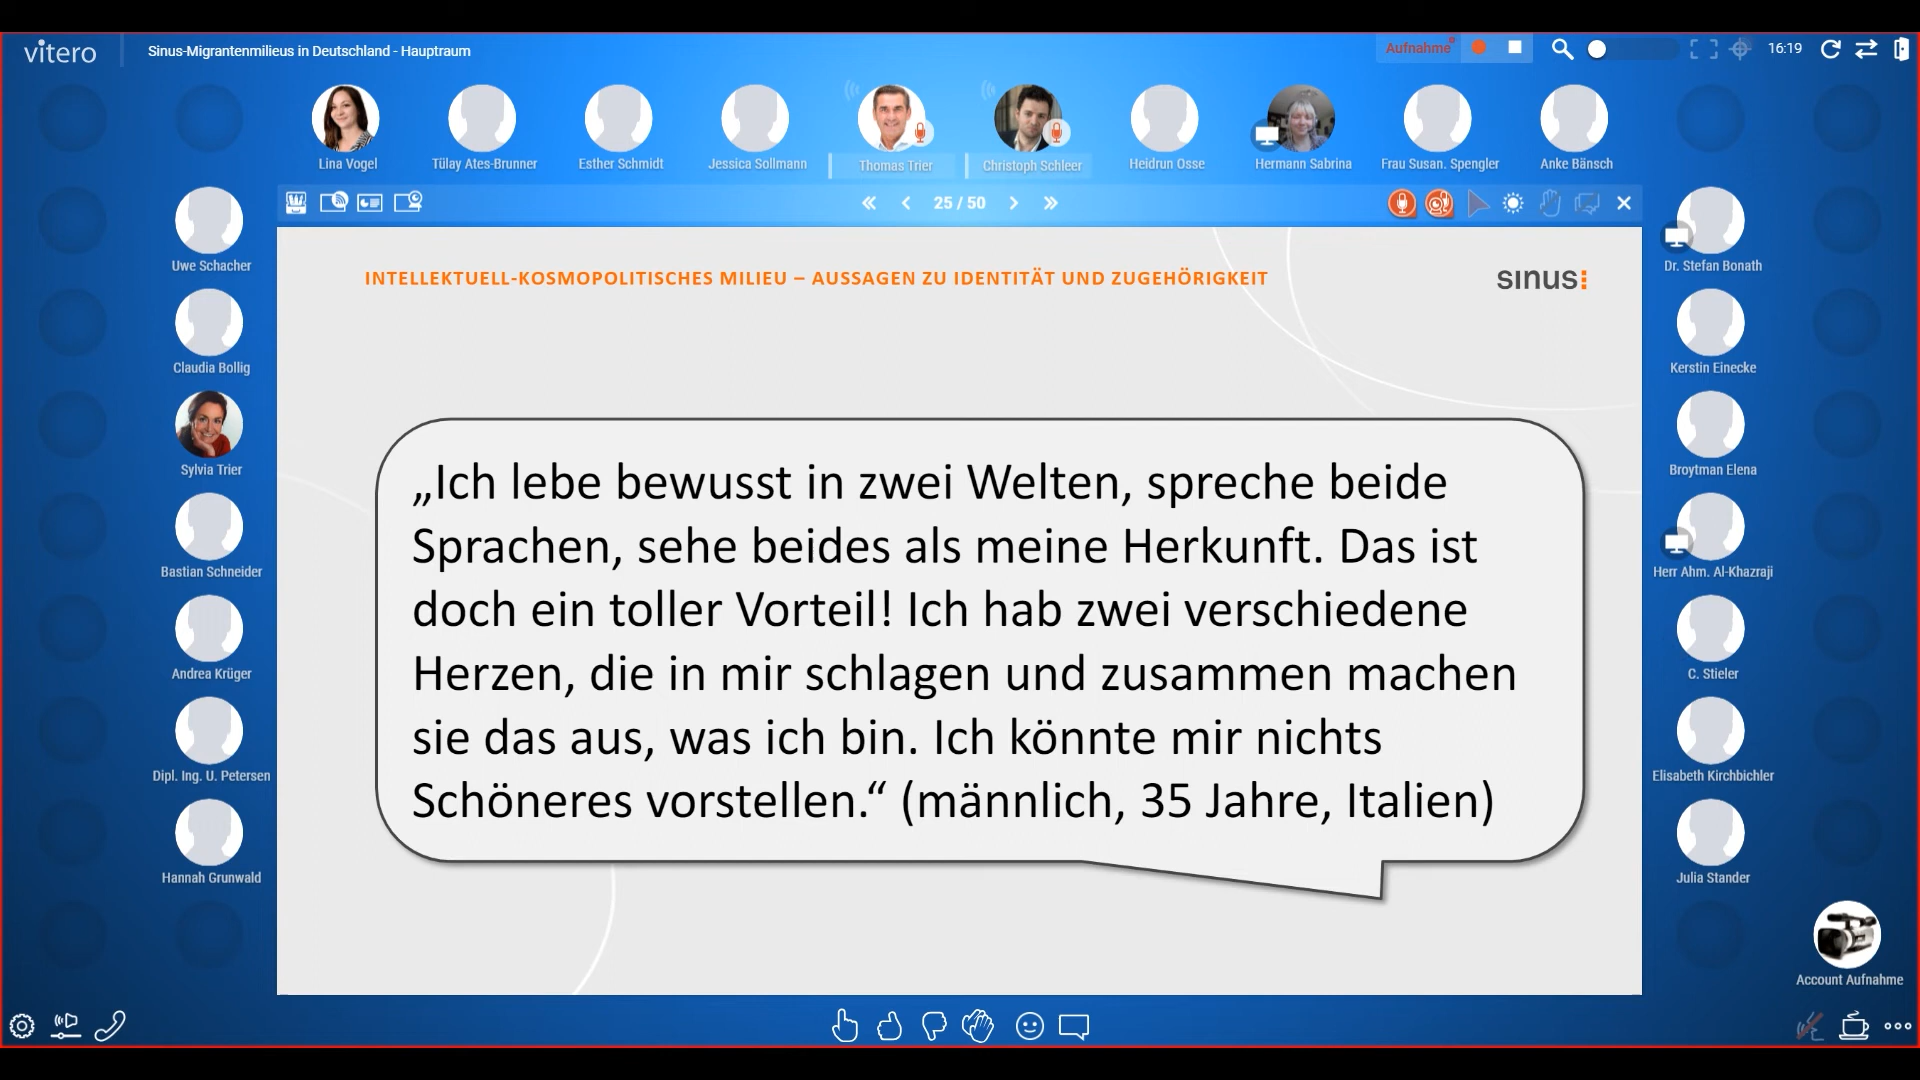 vitero
Sinus-Migrantenmilieus in Deutschland - Hauptraum
Aufnahme
16:19
Lina Vogel
Tülay Ates-Brunner
Esther Schmidt
Jessica Sollmann
Thomas Trier
Christoph Schleer
Heidrun Osse
Hermann Sabrina
Frau Susan. Spengler
Anke Bänsch
25 / 50
Uwe Schacher
Claudia Bollig
Sylvia Trier
Bastian Schneider
Andrea Krüger
Dipl. Ing. U. Petersen
Hannah Grunwald
INTELLEKTUELL-KOSMOPOLITISCHES MILIEU – AUSSAGEN ZU IDENTITÄT UND ZUGEHÖRIGKEIT
sınus:
„Ich lebe bewusst in zwei Welten, spreche beide
Sprachen, sehe beides als meine Herkunft. Das ist
doch ein toller Vorteil! Ich hab zwei verschiedene
Herzen, die in mir schlagen und zusammen machen
sie das aus, was ich bin. Ich könnte mir nichts
Schöneres vorstellen.“ (männlich, 35 Jahre, Italien)
Dr. Stefan Bonath
Kerstin Einecke
Broytman Elena
Herr Ahm. Al-Khazraji
C. Stieler
Elisabeth Kirchbichler
Julia Stander
Account Aufnahme